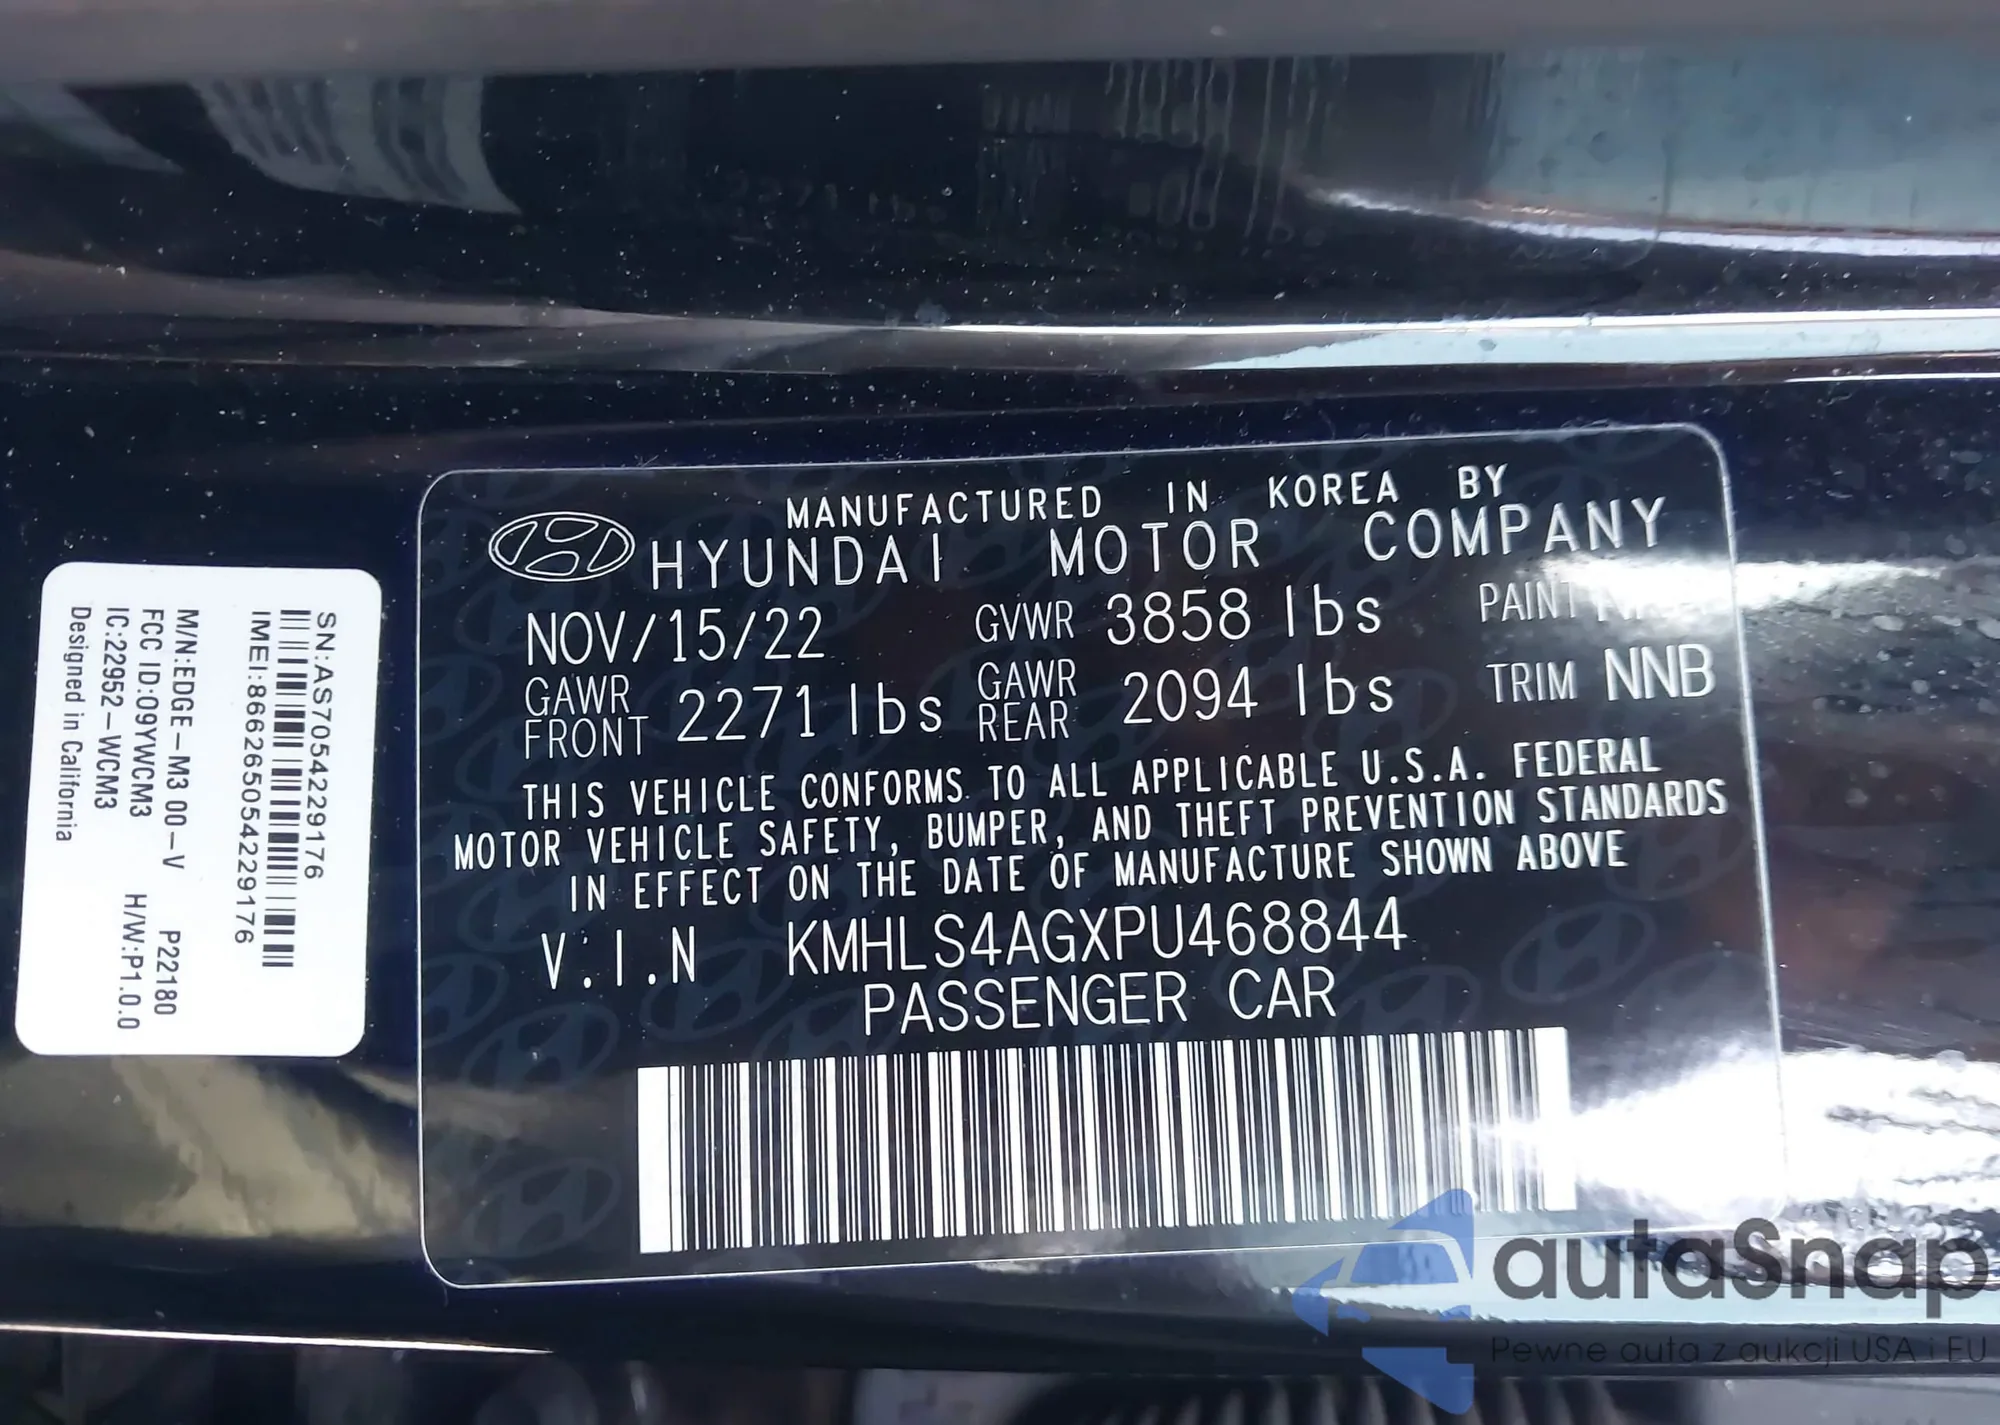 SN:AS70542291​76
IMEI:866265054229176
M/N:EDGE-M3 00-V P22180
FCC ID:09YWCM3 H/W:P1.0.0
IC:22952-WCM3
Designed in California
MANUFACTURED IN KOREA BY
HYUNDAI MOTOR COMPANY
NOV/15/22 GVWR 3858 lbs PAINT
GAWR FRONT 2271 lbs GAWR REAR 2094 lbs TRIM NNB
THIS VEHICLE CONFORMS TO ALL APPLICABLE U.S.A. FEDERAL
MOTOR VEHICLE SAFETY, BUMPER, AND THEFT PREVENTION STANDARDS
IN EFFECT ON THE DATE OF MANUFACTURE SHOWN ABOVE
V.I.N KMHLS4AGXPU468844
PASSENGER CAR
autaSnap
Pewne auta z aukcji USA i EU